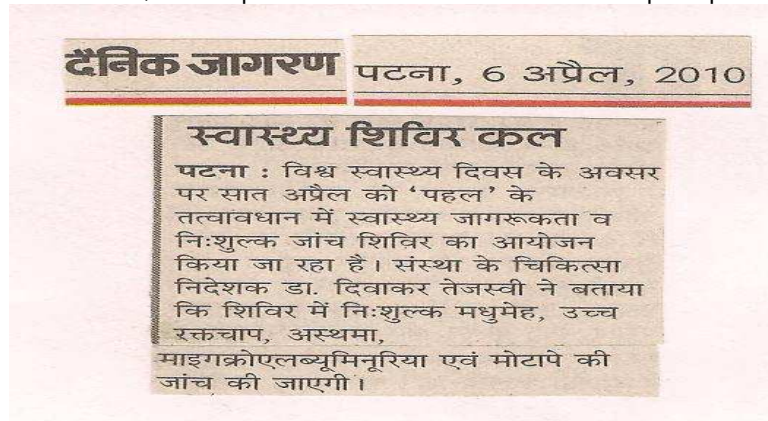 दैनिक जागरण पटना, 6 अप्रैल, 2010
स्वास्थ्य शिविर कल
पटना : विश्व स्वास्थ्य दिवस के अवसर
पर सात अप्रैल को ‘पहल’ के
तत्वावधान में स्वास्थ्य जागरूकता व
निःशुल्क जांच शिविर का आयोजन
किया जा रहा है। संस्था के चिकित्सा
निदेशक डा. दिवाकर तेजस्वी ने बताया
कि शिविर में निःशुल्क मधुमेह, उच्च
रक्तचाप, अस्थमा,
माइगक्रोएलब्यूमिनूरिया एवं मोटापे की
जांच की जाएगी।